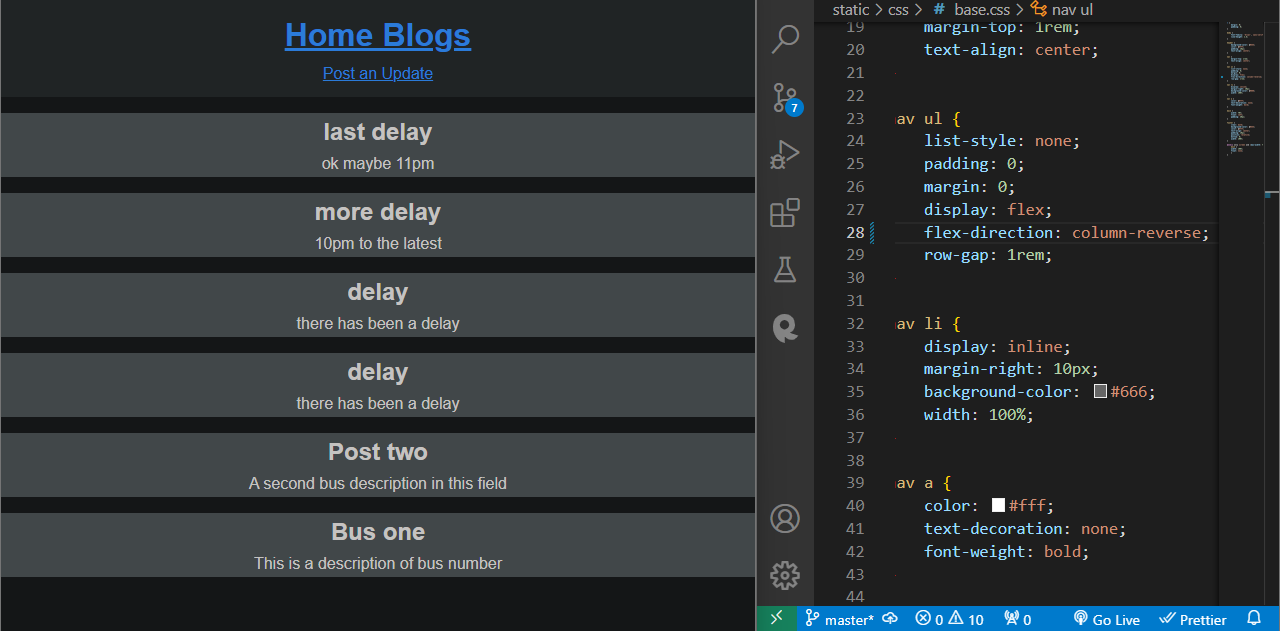 Home Blogs
Post an Update
last delay
ok maybe 11pm
more delay
10pm to the latest
delay
there has been a delay
delay
there has been a delay
Post two
A second bus description in this field
Bus one
This is a description of bus number
static > css > # base.css > nav ul
19 margin-top: 1rem;
20 text-align: center;
21
22
23 av ul {
24 list-style: none;
25 padding: 0;
26 margin: 0;
27 display: flex;
28 flex-direction: column-reverse;
29 row-gap: 1rem;
30
31
32 av li {
33 display: inline;
34 margin-right: 10px;
35 background-color: #666;
36 width: 100%;
37
38
39 av a {
40 color: #fff;
41 text-decoration: none;
42 font-weight: bold;
43
44
7
master* 0 10 0 Go Live Prettier